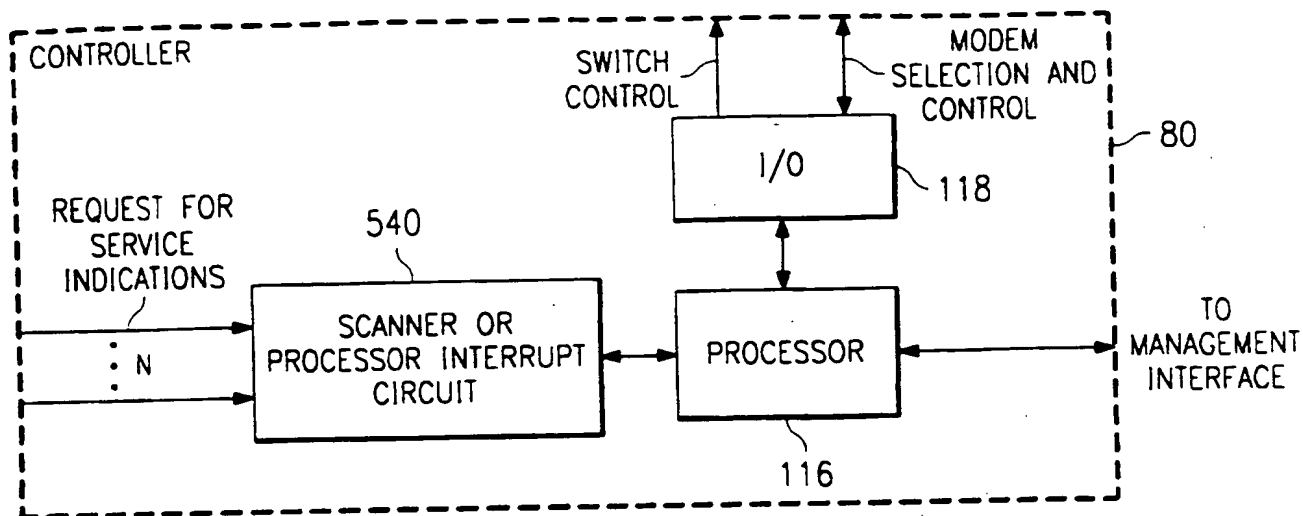 CONTROLLER
SWITCH
CONTROL
MODEM
SELECTION AND
CONTROL
80
I/O
118
REQUEST FOR
SERVICE
INDICATIONS
540
N
SCANNER OR
PROCESSOR INTERRUPT
CIRCUIT
PROCESSOR
TO
MANAGEMENT
INTERFACE
116